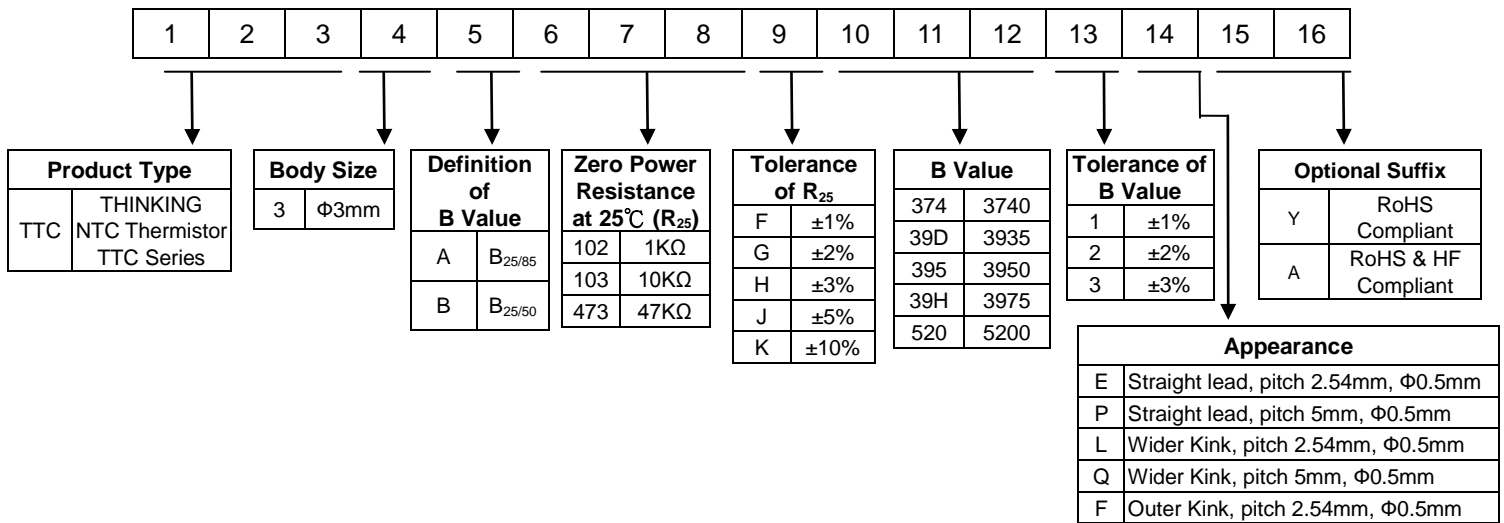 1 2 3 4 5 6 7 8 9 10 11 12 13 14 15 16
Product Type
TTC THINKING
NTC Thermistor
TTC Series
Body Size
3 Φ3mm
Definition
of
B Value
A B25/85
B B25/50
Zero Power
Resistance
at 25℃ (R25)
102 1KΩ
103 10KΩ
473 47KΩ
Tolerance
of R25
F ±1%
G ±2%
H ±3%
J ±5%
K ±10%
B Value
374 3740
39D 3935
395 3950
39H 3975
520 5200
Tolerance of
B Value
1 ±1%
2 ±2%
3 ±3%
Optional Suffix
Y RoHS
Compliant
A RoHS & HF
Compliant
Appearance
E Straight lead, pitch 2.54mm, Φ0.5mm
P Straight lead, pitch 5mm, Φ0.5mm
L Wider Kink, pitch 2.54mm, Φ0.5mm
Q Wider Kink, pitch 5mm, Φ0.5mm
F Outer Kink, pitch 2.54mm, Φ0.5mm